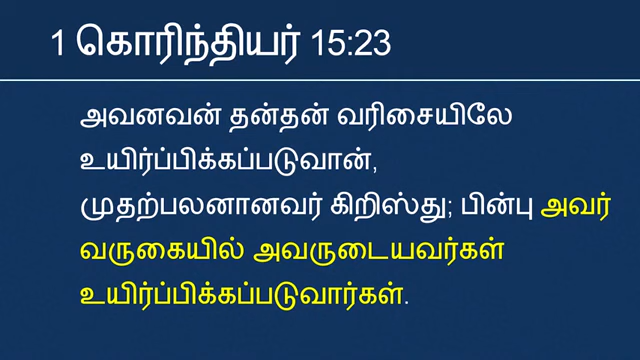 1 கொரிந்தியர் 15:23
அவனவன் தன்தன் வரிசையிலே
உயிர்ப்பிக்கப்படுவான்,
முதற்பலனானவர் கிறிஸ்து; பின்பு அவர்
வருகையில் அவருடையவர்கள்
உயிர்ப்பிக்கப்படுவார்கள்.